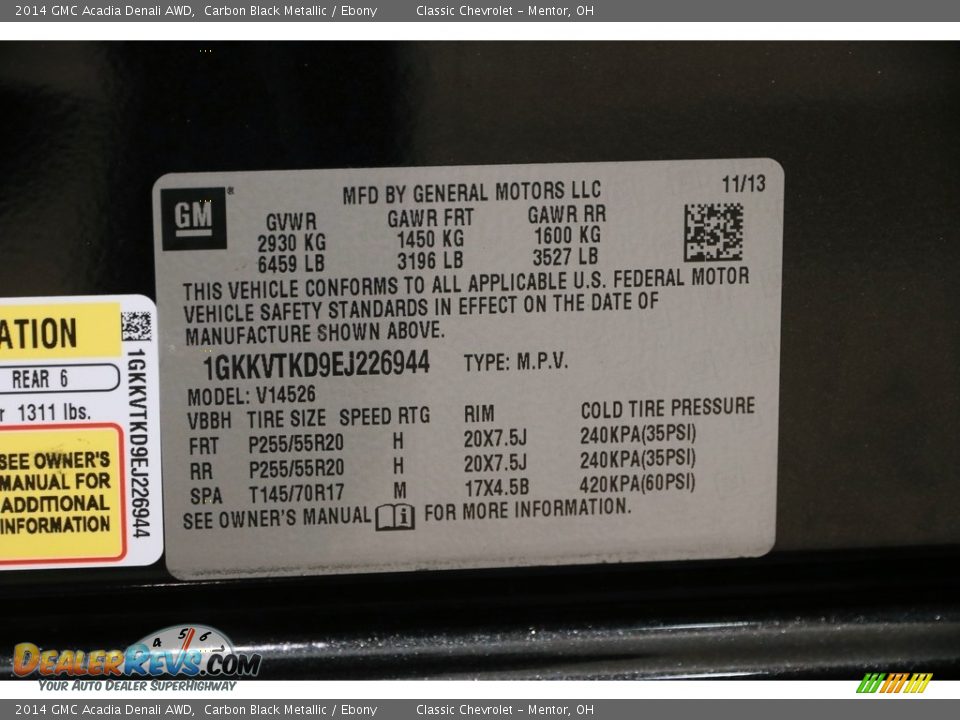 2014 GMC Acadia Denali AWD, Carbon Black Metallic / Ebony Classic Chevrolet - Mentor, OH
GM ®
MFD BY GENERAL MOTORS LLC 11/13
GVWR GAWR FRT GAWR RR
2930 KG 1450 KG 1600 KG
6459 LB 3196 LB 3527 LB
THIS VEHICLE CONFORMS TO ALL APPLICABLE U.S. FEDERAL MOTOR
VEHICLE SAFETY STANDARDS IN EFFECT ON THE DATE OF
MANUFACTURE SHOWN ABOVE.
1GKKVTKD9EJ226944 TYPE: M.P.V.
MODEL: V14526
VBBH TIRE SIZE SPEED RTG RIM COLD TIRE PRESSURE
FRT P255/55R20 H 20X7.5J 240KPA(35PSI)
RR P255/55R20 H 20X7.5J 240KPA(35PSI)
SPA T145/70R17 M 17X4.5B 420KPA(60PSI)
SEE OWNER'S MANUAL i FOR MORE INFORMATION.
ATION
REAR 6
r 1311 lbs.
SEE OWNER'S
MANUAL FOR
ADDITIONAL
INFORMATION
1GKKVTKD9EJ226944
4 5 6 7
DEALERREVS.COM
YOUR AUTO DEALER SUPERHIGHWAY
2014 GMC Acadia Denali AWD, Carbon Black Metallic / Ebony Classic Chevrolet - Mentor, OH